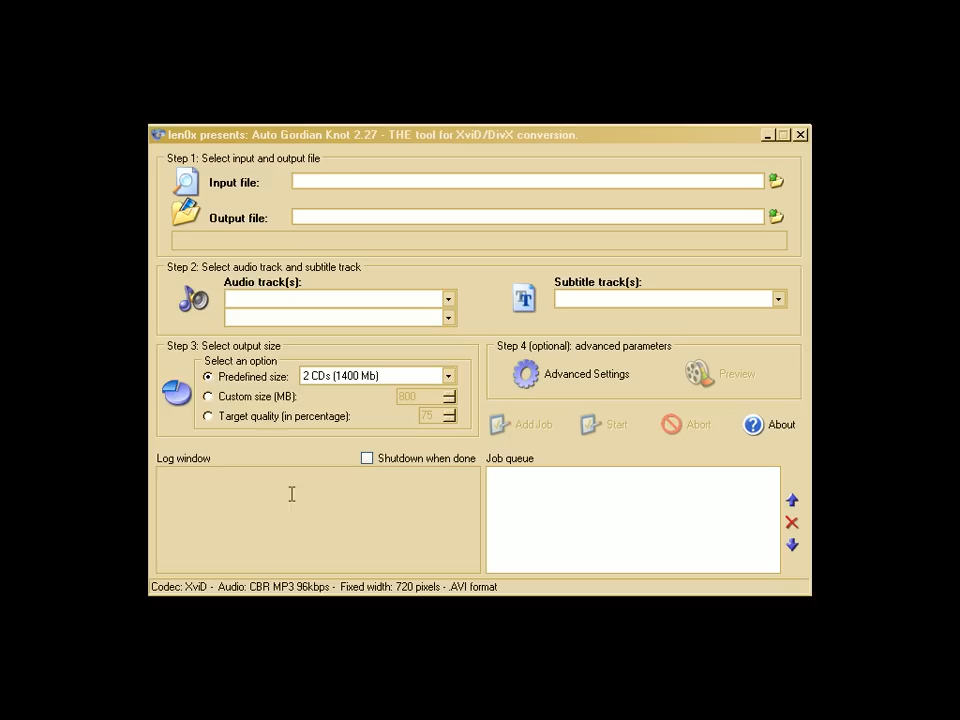 len0x presents: Auto Gordian Knot 2.27 - THE tool for XviD/DivX conversion.
Step 1: Select input and output file
Input file:
Output file:
Step 2: Select audio track and subtitle track
Audio track(s):
Subtitle track(s):
Step 3: Select output size
Step 4 (optional): advanced parameters
Select an option
Predefined size: 2 CDs (1400 Mb)
Advanced Settings
Preview
Custom size (MB): 800
Target quality (in percentage): 75
Add Job
Start
Abort
About
Log window
Shutdown when done
Job queue
Codec: XviD - Audio: CBR MP3 96kbps - Fixed width: 720 pixels - .AVI format